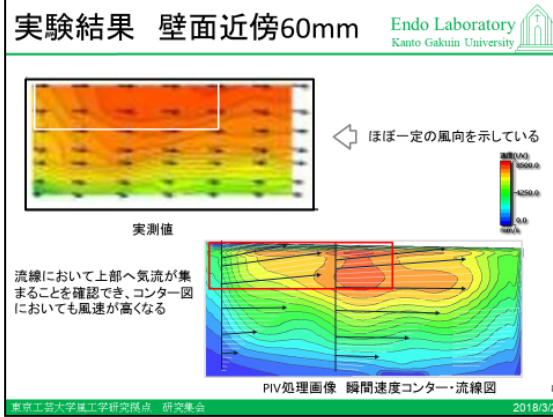 実験結果 壁面近傍60mm
Endo Laboratory
Kanto Gakuin University
ほぼ一定の風向を示している
実測値
流線において上部へ気流が集
まることを確認でき、コンター図
においても風速が高くなる
8500.0
4250.0
0.0
mm/s
PIV処理画像 瞬間速度コンター・流線図
東京工芸大学風工学研究拠点 研究集会